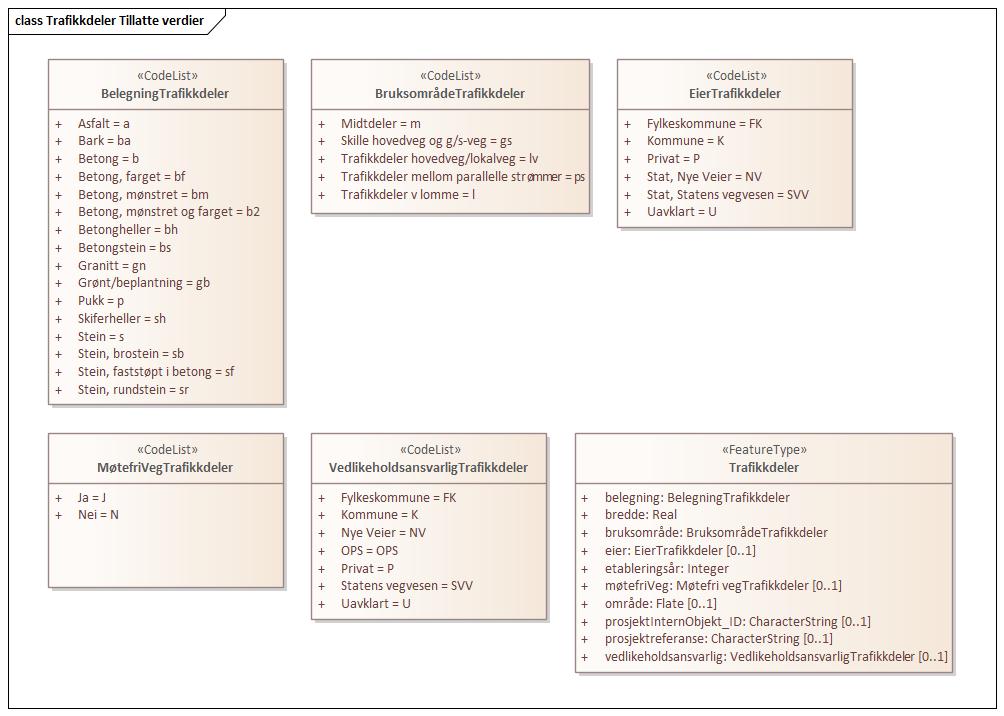 class Trafikkdeler Tillatte verdier
«CodeList»
BelegningTrafikkdeler
+ Asfalt = a
+ Bark = ba
+ Betong = b
+ Betong, farget = bf
+ Betong, mønstret = bm
+ Betong, mønstret og farget = b2
+ Betongheller = bh
+ Betongstein = bs
+ Granitt = gn
+ Grønt/beplantning = gb
+ Pukk = p
+ Skiferheller = sh
+ Stein = s
+ Stein, brostein = sb
+ Stein, faststøpt i betong = sf
+ Stein, rundstein = sr
«CodeList»
BruksområdeTrafikkdeler
+ Midtdeler = m
+ Skille hovedveg og g/s-veg = gs
+ Trafikkdeler hovedveg/lokalveg = lv
+ Trafikkdeler mellom parallelle strømmer = ps
+ Trafikkdeler v lomme = l
«CodeList»
EierTrafikkdeler
+ Fylkeskommune = FK
+ Kommune = K
+ Privat = P
+ Stat, Nye Veier = NV
+ Stat, Statens vegvesen = SVV
+ Uavklart = U
«CodeList»
MøtefriVegTrafikkdeler
+ Ja = J
+ Nei = N
«CodeList»
VedlikeholdsansvarligTrafikkdeler
+ Fylkeskommune = FK
+ Kommune = K
+ Nye Veier = NV
+ OPS = OPS
+ Privat = P
+ Statens vegvesen = SVV
+ Uavklart = U
«FeatureType»
Trafikkdeler
+ belegning: BelegningTrafikkdeler
+ bredde: Real
+ bruksområde: BruksområdeTrafikkdeler
+ eier: EierTrafikkdeler [0..1]
+ etableringsår: Integer
+ møtefriVeg: Møtefri vegTrafikkdeler [0..1]
+ område: Flate [0..1]
+ prosjektInternObjekt_ID: CharacterString [0..1]
+ prosjektreferanse: CharacterString [0..1]
+ vedlikeholdsansvarlig: VedlikeholdsansvarligTrafikkdeler [0..1]